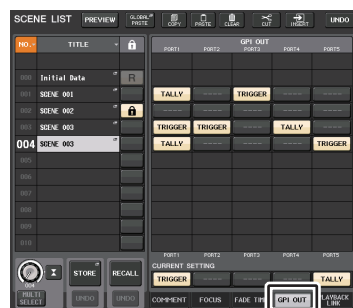 SCENE LIST PREVIEW GLOBAL PASTE COPY PASTE CLEAR CUT INSERT UNDO
NO. TITLE GPI OUT
PORT1 PORT2 PORT3 PORT4 PORT5
000 Initial Data R
001 SCENE 001 TALLY ---- TRIGGER ---- ----
002 SCENE 002 ---- ---- ---- ---- ----
003 SCENE 003 TRIGGER TRIGGER ---- TALLY ----
004 SCENE 003 TALLY ---- ---- ---- TRIGGER
005
006
007
008
009
010
PORT1 PORT2 PORT3 PORT4 PORT5
CURRENT SETTING
STORE RECALL TRIGGER ---- ---- ---- TALLY
004
MULTI SELECT UNDO UNDO COMMENT FOCUS FADE TIME GPI OUT PLAYBACK LINK